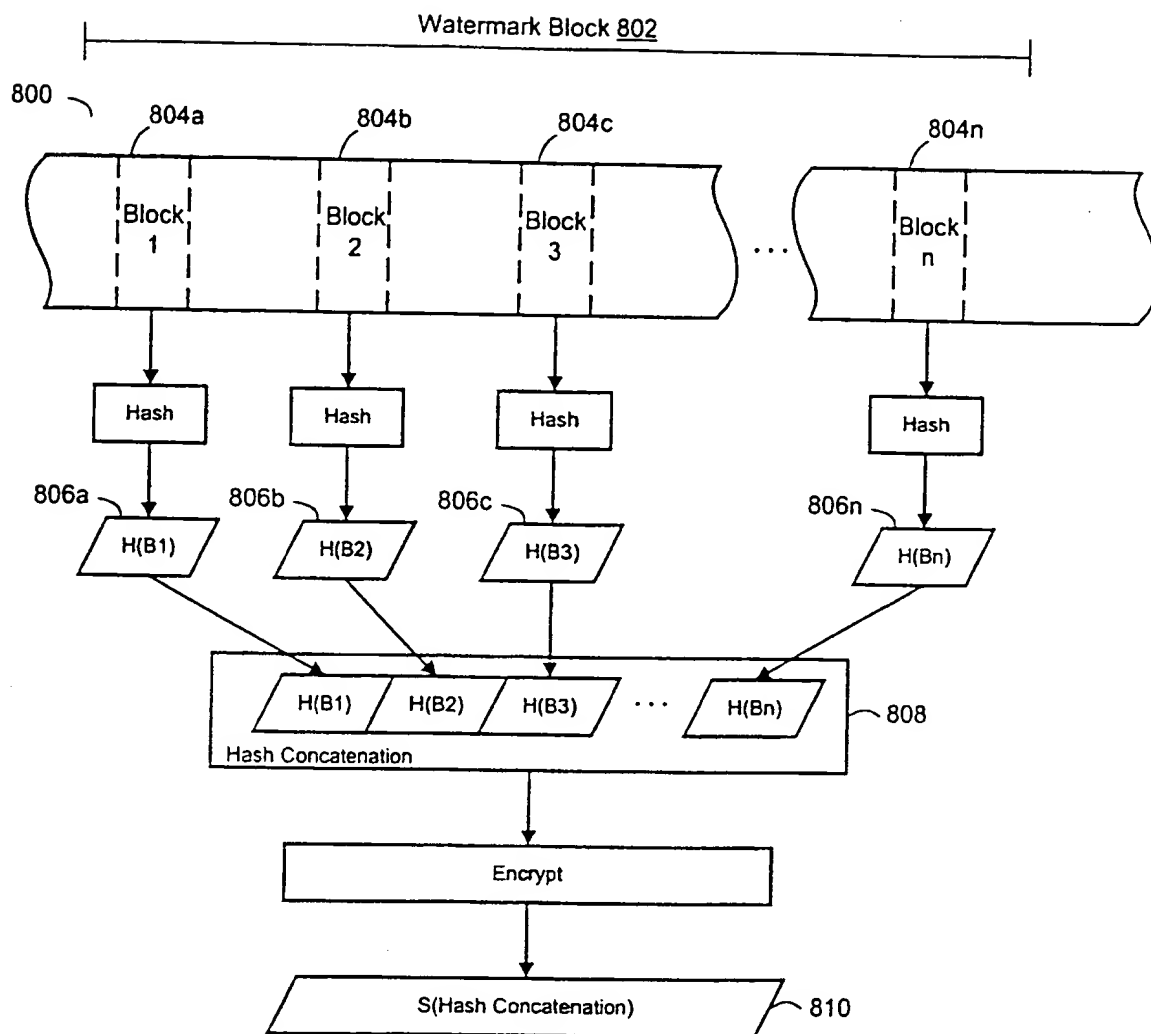 Watermark Block 802
800
804a
804b
804c
804n
Block
1
Block
2
Block
3
. . .
Block
n
Hash
Hash
Hash
Hash
806a
806b
806c
806n
H(B1)
H(B2)
H(B3)
H(Bn)
H(B1)
H(B2)
H(B3)
. . .
H(Bn)
808
Hash Concatenation
Encrypt
S(Hash Concatenation)
810